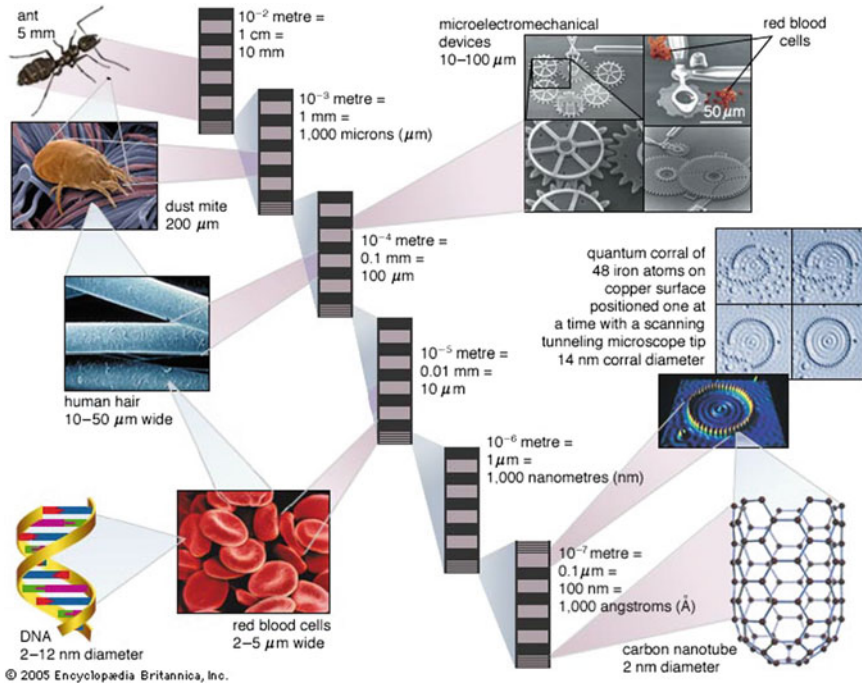 ant
5 mm
10⁻² metre =
1 cm =
10 mm
microelectromechanical
devices
10–100 μm
red blood
cells
50 μm
10⁻³ metre =
1 mm =
1,000 microns (μm)
dust mite
200 μm
10⁻⁴ metre =
0.1 mm =
100 μm
quantum corral of
48 iron atoms on
copper surface
positioned one at
a time with a scanning
tunneling microscope tip
14 nm corral diameter
10⁻⁵ metre =
0.01 mm =
10 μm
human hair
10–50 μm wide
10⁻⁶ metre =
1 μm =
1,000 nanometres (nm)
10⁻⁷ metre =
0.1 μm =
100 nm =
1,000 angstroms (Å)
DNA
2–12 nm diameter
red blood cells
2–5 μm wide
carbon nanotube
2 nm diameter
© 2005 Encyclopædia Britannica, Inc.